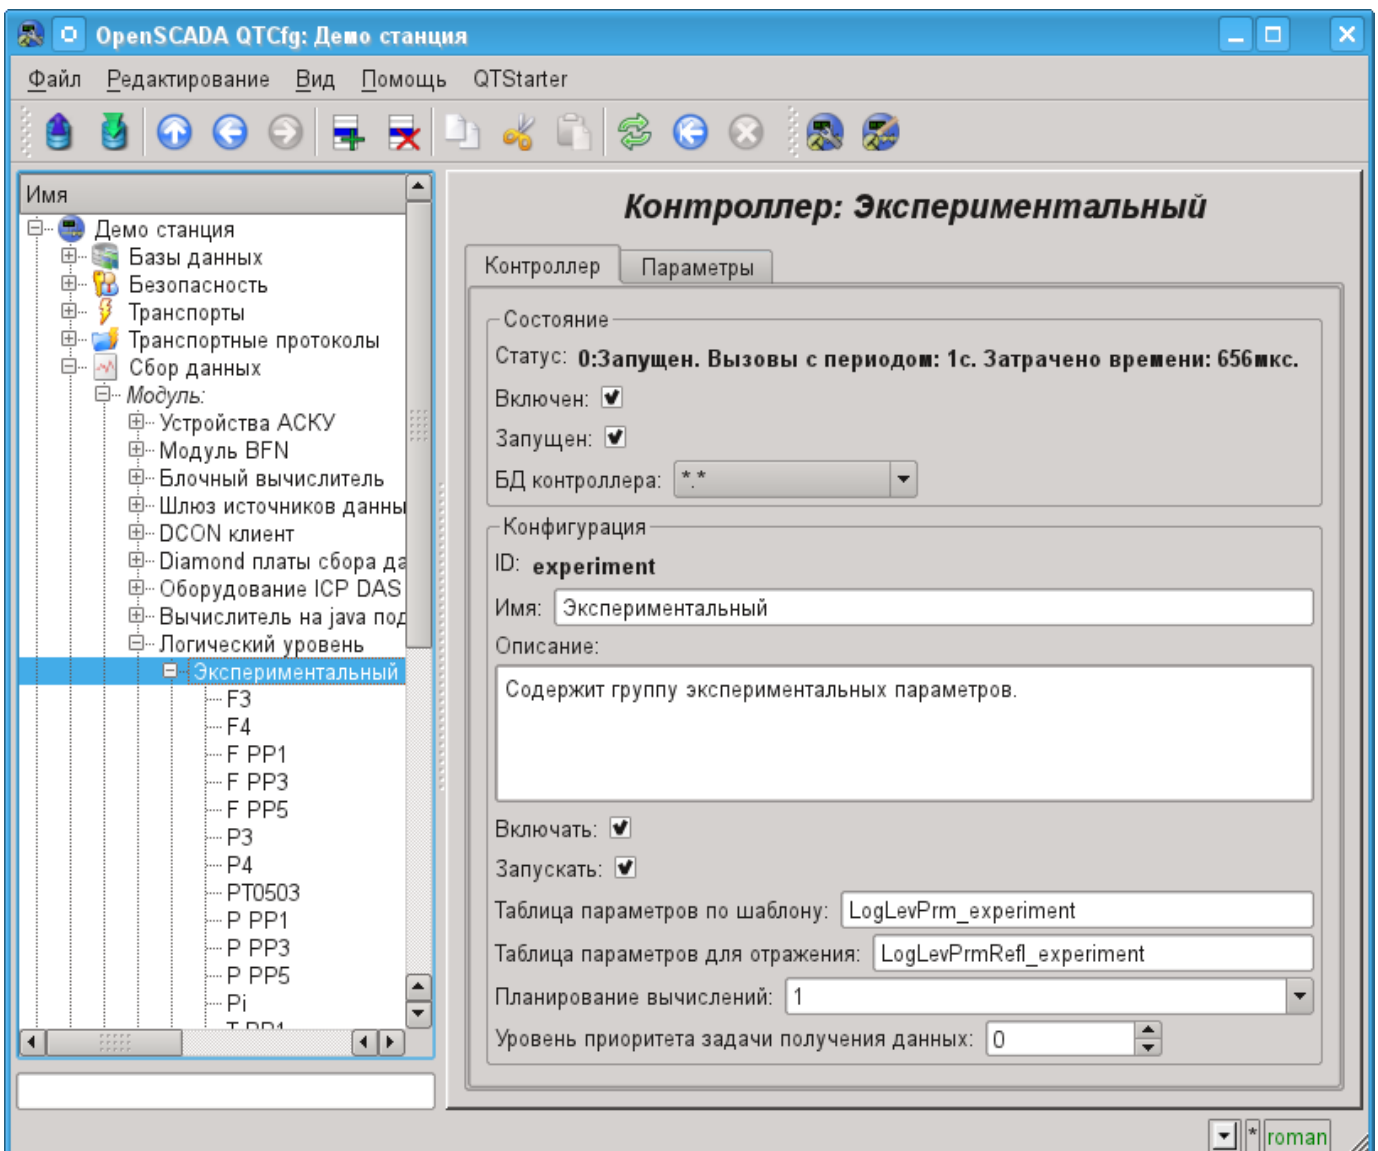 OpenSCADA QTCfg: Демо станция
Файл Редактирование Вид Помощь QTStarter
Имя
Демо станция
Базы данных
Безопасность
Транспорты
Транспортные протоколы
Сбор данных
Модуль:
Устройства АСКУ
Модуль BFN
Блочный вычислитель
Шлюз источников данны
DCON клиент
Diamond платы сбора да
Оборудование ICP DAS
Вычислитель на java под
Логический уровень
Экспериментальный
F3
F4
F PP1
F PP3
F PP5
P3
P4
PT0503
P PP1
P PP3
P PP5
Pi
T PP1
Контроллер: Экспериментальный
Контроллер Параметры
Состояние
Статус: 0:Запущен. Вызовы с периодом: 1с. Затрачено времени: 656мкс.
Включен:
Запущен:
БД контроллера: *.*
Конфигурация
ID: experiment
Имя: Экспериментальный
Описание:
Содержит группу экспериментальных параметров.
Включать:
Запускать:
Таблица параметров по шаблону: LogLevPrm_experiment
Таблица параметров для отражения: LogLevPrmRefl_experiment
Планирование вычислений: 1
Уровень приоритета задачи получения данных: 0
* roman